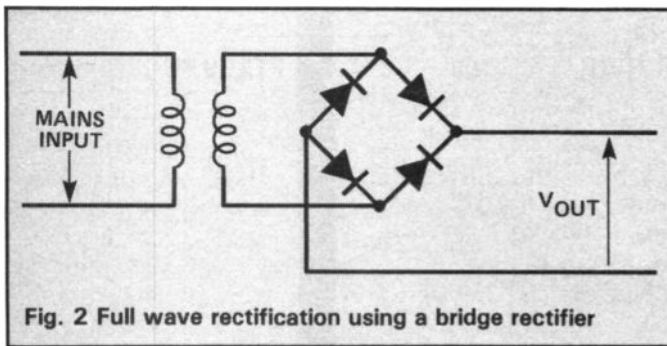 MAINS
INPUT
VOUT
Fig. 2 Full wave rectification using a bridge rectifier